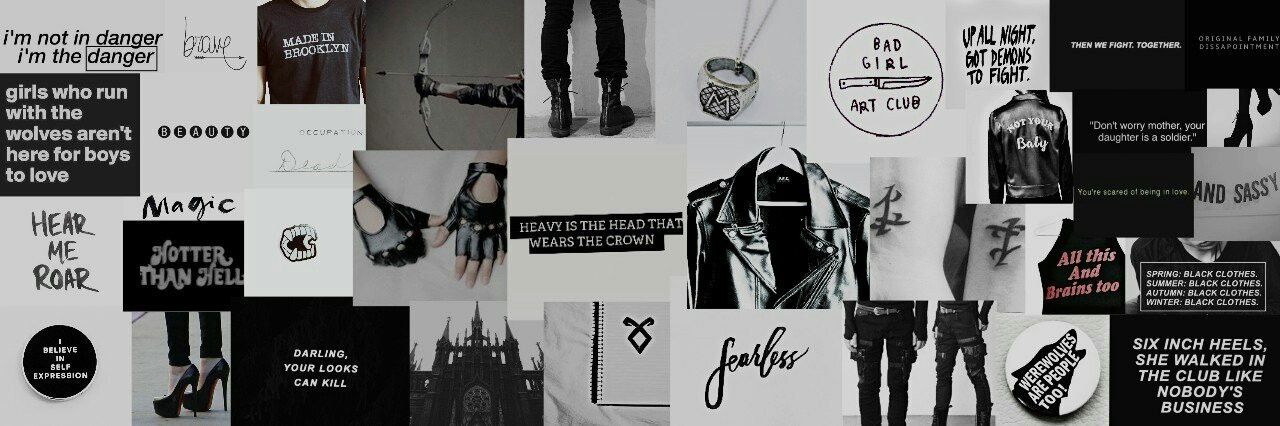 i'm not in danger
i'm the danger
brave
MADE IN
BROOKLYN
BAD
GIRL
ART CLUB
UP ALL NIGHT.
GOT DEMONS
TO FIGHT.
THEN WE FIGHT. TOGETHER.
ORIGINAL FAMILY
DISSAPOINTMENT
girls who run
with the
wolves aren't
here for boys
to love
BEAUTY
OCCUPATION
Dead
M
NOT YOUR
Baby
"Don't worry mother, your
daughter is a soldier."
You're scared of being in love.
AND SASSY
HEAR
ME
ROAR
Magic
HOTTER
THAN HELL
HEAVY IS THE HEAD THAT
WEARS THE CROWN
All this
And
Brains too
SPRING: BLACK CLOTHES.
SUMMER: BLACK CLOTHES.
AUTUMN: BLACK CLOTHES.
WINTER: BLACK CLOTHES.
I
BELIEVE
IN
SELF
EXPRESSION
DARLING,
YOUR LOOKS
CAN KILL
fearless
WEREWOLVES
ARE PEOPLE
TOO!
SIX INCH HEELS,
SHE WALKED IN
THE CLUB LIKE
NOBODY'S
BUSINESS